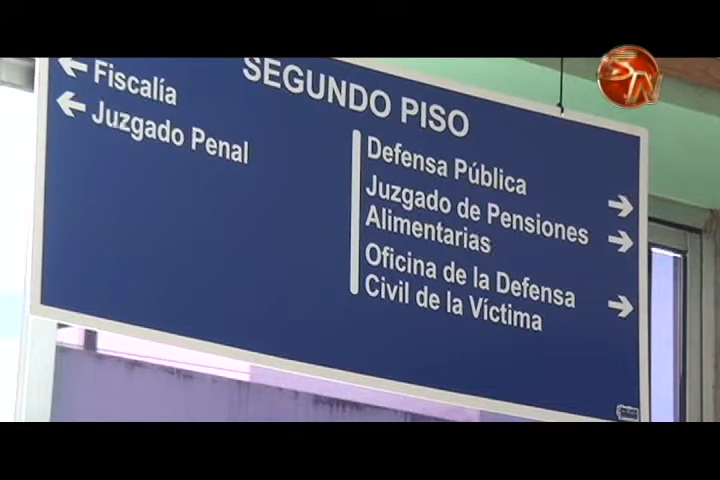 SEGUNDO PISO
← Fiscalía
← Juzgado Penal
Defensa Pública →
Juzgado de Pensiones
Alimentarias →
Oficina de la Defensa
Civil de la Víctima →